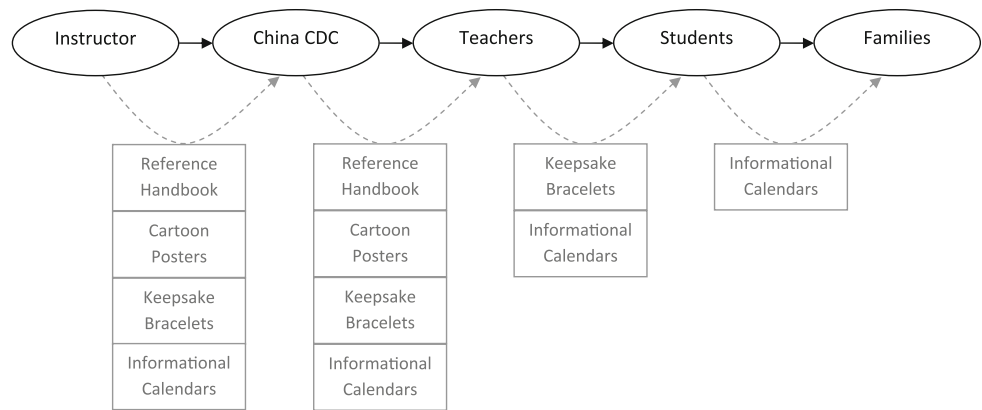 Instructor
China CDC
Teachers
Students
Families
Reference
Handbook
Cartoon
Posters
Keepsake
Bracelets
Informational
Calendars
Reference
Handbook
Cartoon
Posters
Keepsake
Bracelets
Informational
Calendars
Keepsake
Bracelets
Informational
Calendars
Informational
Calendars